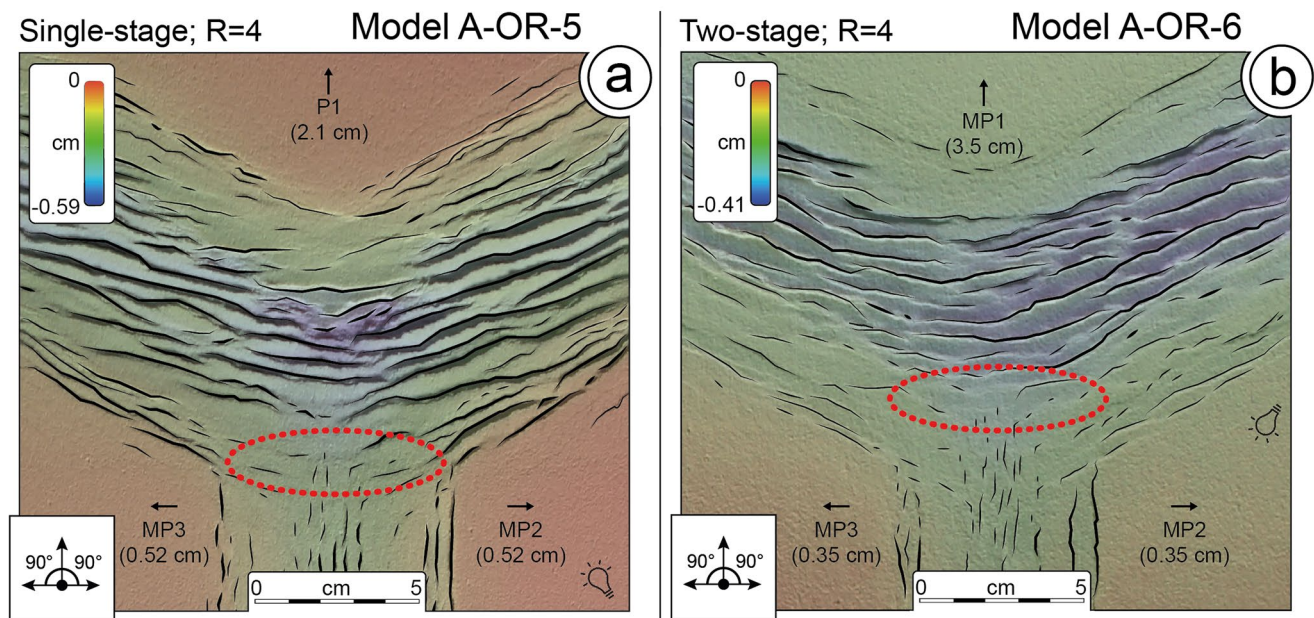 Single-stage; R=4
Model A-OR-5
a
0
cm
-0.59
P1
(2.1 cm)
MP3
(0.52 cm)
MP2
(0.52 cm)
90°
90°
0 cm 5
Two-stage; R=4
Model A-OR-6
b
0
cm
-0.41
MP1
(3.5 cm)
MP3
(0.35 cm)
MP2
(0.35 cm)
90°
90°
0 cm 5